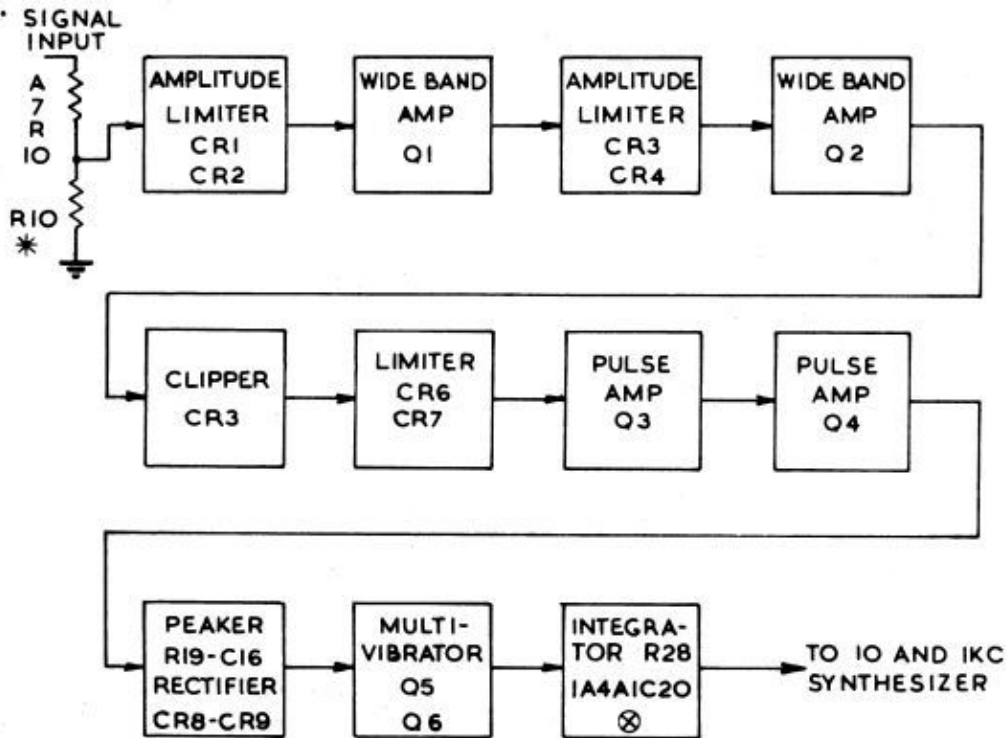 SIGNAL
INPUT
A
7
R
10
R10
*
AMPLITUDE
LIMITER
CR1
CR2
WIDE BAND
AMP
Q1
AMPLITUDE
LIMITER
CR3
CR4
WIDE BAND
AMP
Q2
CLIPPER
CR3
LIMITER
CR6
CR7
PULSE
AMP
Q3
PULSE
AMP
Q4
PEAKER
R19-C16
RECTIFIER
CR8-CR9
MULTI-
VIBRATOR
Q5
Q6
INTEGRA-
TOR R28
1A4A1C20
⊗
TO 10 AND 1KC
SYNTHESIZER